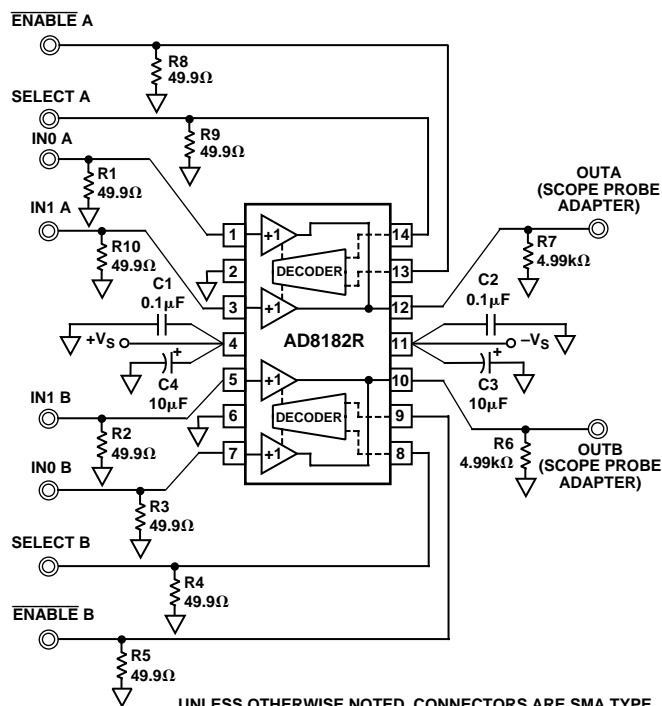 ENABLE A
R8
49.9Ω
SELECT A
R9
49.9Ω
IN0 A
R1
49.9Ω
OUTA
(SCOPE PROBE
ADAPTER)
IN1 A
R10
49.9Ω
R7
4.99kΩ
1
+1
14
2
DECODER
13
C1
0.1μF
C2
0.1μF
3
+1
12
+VS
4
AD8182R
11
–VS
C4
10μF
C3
10μF
5
+1
10
IN1 B
R2
49.9Ω
6
DECODER
9
R6
4.99kΩ
OUTB
(SCOPE PROBE
ADAPTER)
7
+1
8
IN0 B
R3
49.9Ω
SELECT B
R4
49.9Ω
ENABLE B
R5
49.9Ω
UNLESS OTHERWISE NOTED, CONNECTORS ARE SMA TYPE